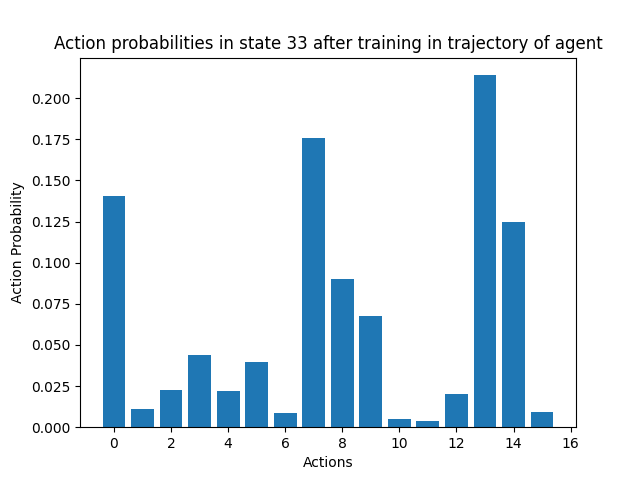 Action probabilities in state 33 after training in trajectory of agent
0.200
0.175
0.150
0.125
0.100
0.075
0.050
0.025
0.000
Action Probability
0 2 4 6 8 10 12 14 16
Actions